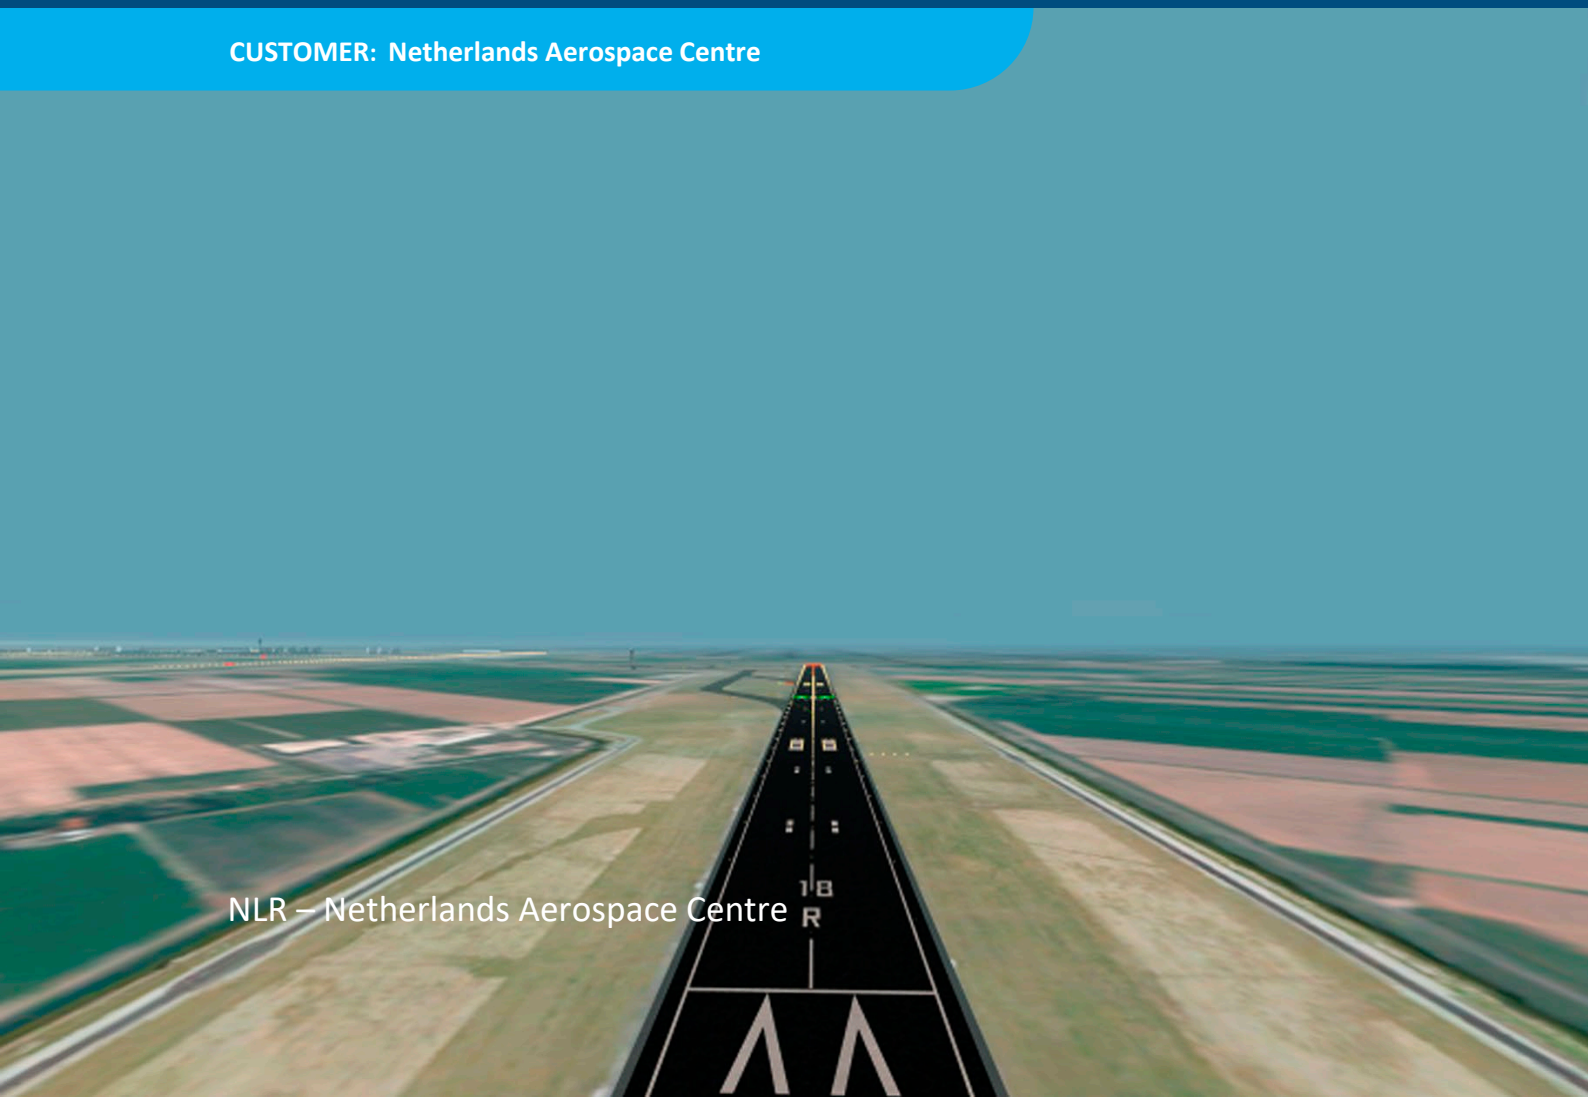 CUSTOMER: Netherlands Aerospace Centre
18
R
NLR – Netherlands Aerospace Centre